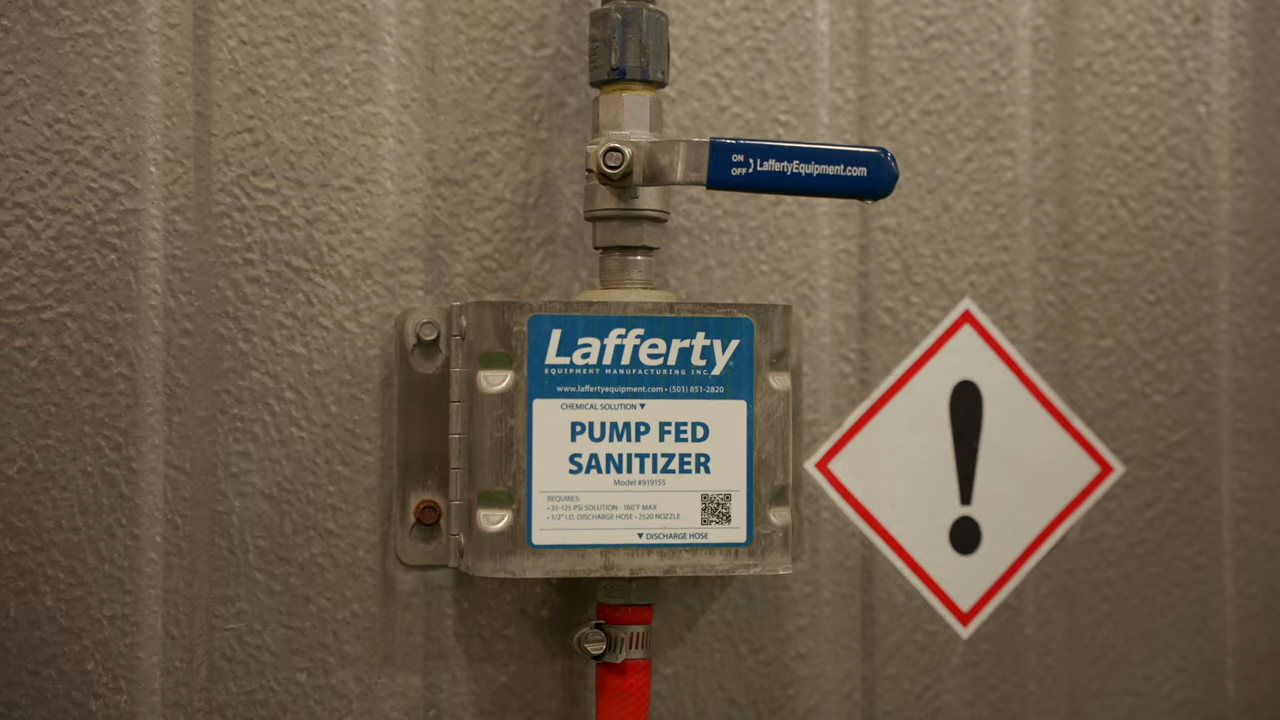 ON
OFF
LaffertyEquipment.com
Lafferty
EQUIPMENT MANUFACTURING INC.
www.laffertyequipment.com • (501) 851-2820
CHEMICAL SOLUTION ▼
PUMP FED
SANITIZER
Model #919155
REQUIRES:
• 35-125 PSI SOLUTION - 160°F MAX
• 1/2" I.D. DISCHARGE HOSE • 2520 NOZZLE
▼ DISCHARGE HOSE
!